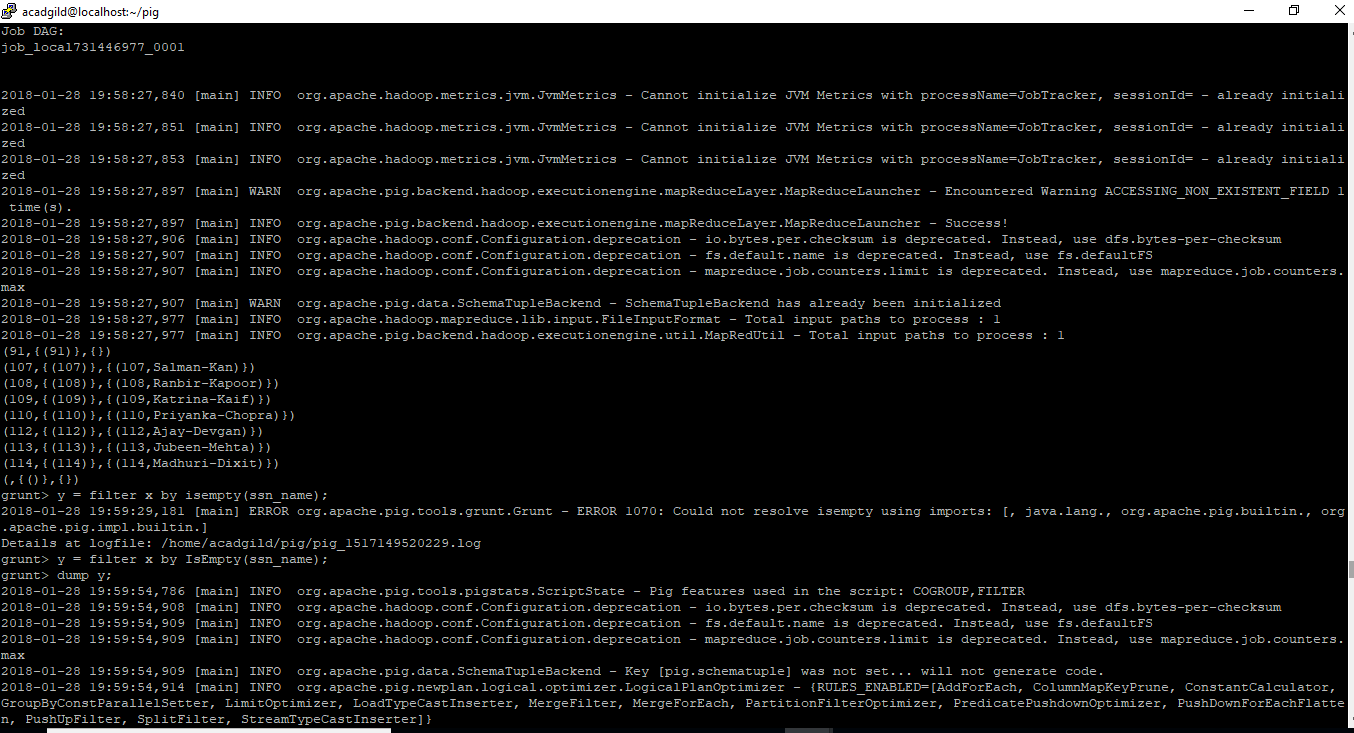 acadgild@localhost:~/pig
Job DAG:
job_local731446977_0001
2018-01-28 19:58:27,840 [main] INFO  org.apache.hadoop.metrics.jvm.JvmMetrics - Cannot initialize JVM Metrics with processName=JobTracker, sessionId= - already initiali
zed
2018-01-28 19:58:27,851 [main] INFO  org.apache.hadoop.metrics.jvm.JvmMetrics - Cannot initialize JVM Metrics with processName=JobTracker, sessionId= - already initiali
zed
2018-01-28 19:58:27,853 [main] INFO  org.apache.hadoop.metrics.jvm.JvmMetrics - Cannot initialize JVM Metrics with processName=JobTracker, sessionId= - already initiali
zed
2018-01-28 19:58:27,897 [main] WARN  org.apache.pig.backend.hadoop.executionengine.mapReduceLayer.MapReduceLauncher - Encountered Warning ACCESSING_NON_EXISTENT_FIELD 1
 time(s).
2018-01-28 19:58:27,897 [main] INFO  org.apache.pig.backend.hadoop.executionengine.mapReduceLayer.MapReduceLauncher - Success!
2018-01-28 19:58:27,906 [main] INFO  org.apache.hadoop.conf.Configuration.deprecation - io.bytes.per.checksum is deprecated. Instead, use dfs.bytes-per-checksum
2018-01-28 19:58:27,907 [main] INFO  org.apache.hadoop.conf.Configuration.deprecation - fs.default.name is deprecated. Instead, use fs.defaultFS
2018-01-28 19:58:27,907 [main] INFO  org.apache.hadoop.conf.Configuration.deprecation - mapreduce.job.counters.limit is deprecated. Instead, use mapreduce.job.counters.
max
2018-01-28 19:58:27,907 [main] WARN  org.apache.pig.data.SchemaTupleBackend - SchemaTupleBackend has already been initialized
2018-01-28 19:58:27,977 [main] INFO  org.apache.hadoop.mapreduce.lib.input.FileInputFormat - Total input paths to process : 1
2018-01-28 19:58:27,977 [main] INFO  org.apache.pig.backend.hadoop.executionengine.util.MapRedUtil - Total input paths to process : 1
(91,{(91)},{})
(107,{(107)},{(107,Salman-Kan)})
(108,{(108)},{(108,Ranbir-Kapoor)})
(109,{(109)},{(109,Katrina-Kaif)})
(110,{(110)},{(110,Priyanka-Chopra)})
(112,{(112)},{(112,Ajay-Devgan)})
(113,{(113)},{(113,Jubeen-Mehta)})
(114,{(114)},{(114,Madhuri-Dixit)})
(,{()},{})
grunt> y = filter x by isempty(ssn_name);
2018-01-28 19:59:29,181 [main] ERROR org.apache.pig.tools.grunt.Grunt - ERROR 1070: Could not resolve isempty using imports: [, java.lang., org.apache.pig.builtin., org
.apache.pig.impl.builtin.]
Details at logfile: /home/acadgild/pig/pig_1517149520229.log
grunt> y = filter x by IsEmpty(ssn_name);
grunt> dump y;
2018-01-28 19:59:54,786 [main] INFO  org.apache.pig.tools.pigstats.ScriptState - Pig features used in the script: COGROUP,FILTER
2018-01-28 19:59:54,908 [main] INFO  org.apache.hadoop.conf.Configuration.deprecation - io.bytes.per.checksum is deprecated. Instead, use dfs.bytes-per-checksum
2018-01-28 19:59:54,909 [main] INFO  org.apache.hadoop.conf.Configuration.deprecation - fs.default.name is deprecated. Instead, use fs.defaultFS
2018-01-28 19:59:54,909 [main] INFO  org.apache.hadoop.conf.Configuration.deprecation - mapreduce.job.counters.limit is deprecated. Instead, use mapreduce.job.counters.
max
2018-01-28 19:59:54,909 [main] INFO  org.apache.pig.data.SchemaTupleBackend - Key [pig.schematuple] was not set... will not generate code.
2018-01-28 19:59:54,914 [main] INFO  org.apache.pig.newplan.logical.optimizer.LogicalPlanOptimizer - {RULES_ENABLED=[AddForEach, ColumnMapKeyPrune, ConstantCalculator,
GroupByConstParallelSetter, LimitOptimizer, LoadTypeCastInserter, MergeFilter, MergeForEach, PartitionFilterOptimizer, PredicatePushdownOptimizer, PushDownForEachFlatte
n, PushUpFilter, SplitFilter, StreamTypeCastInserter]}